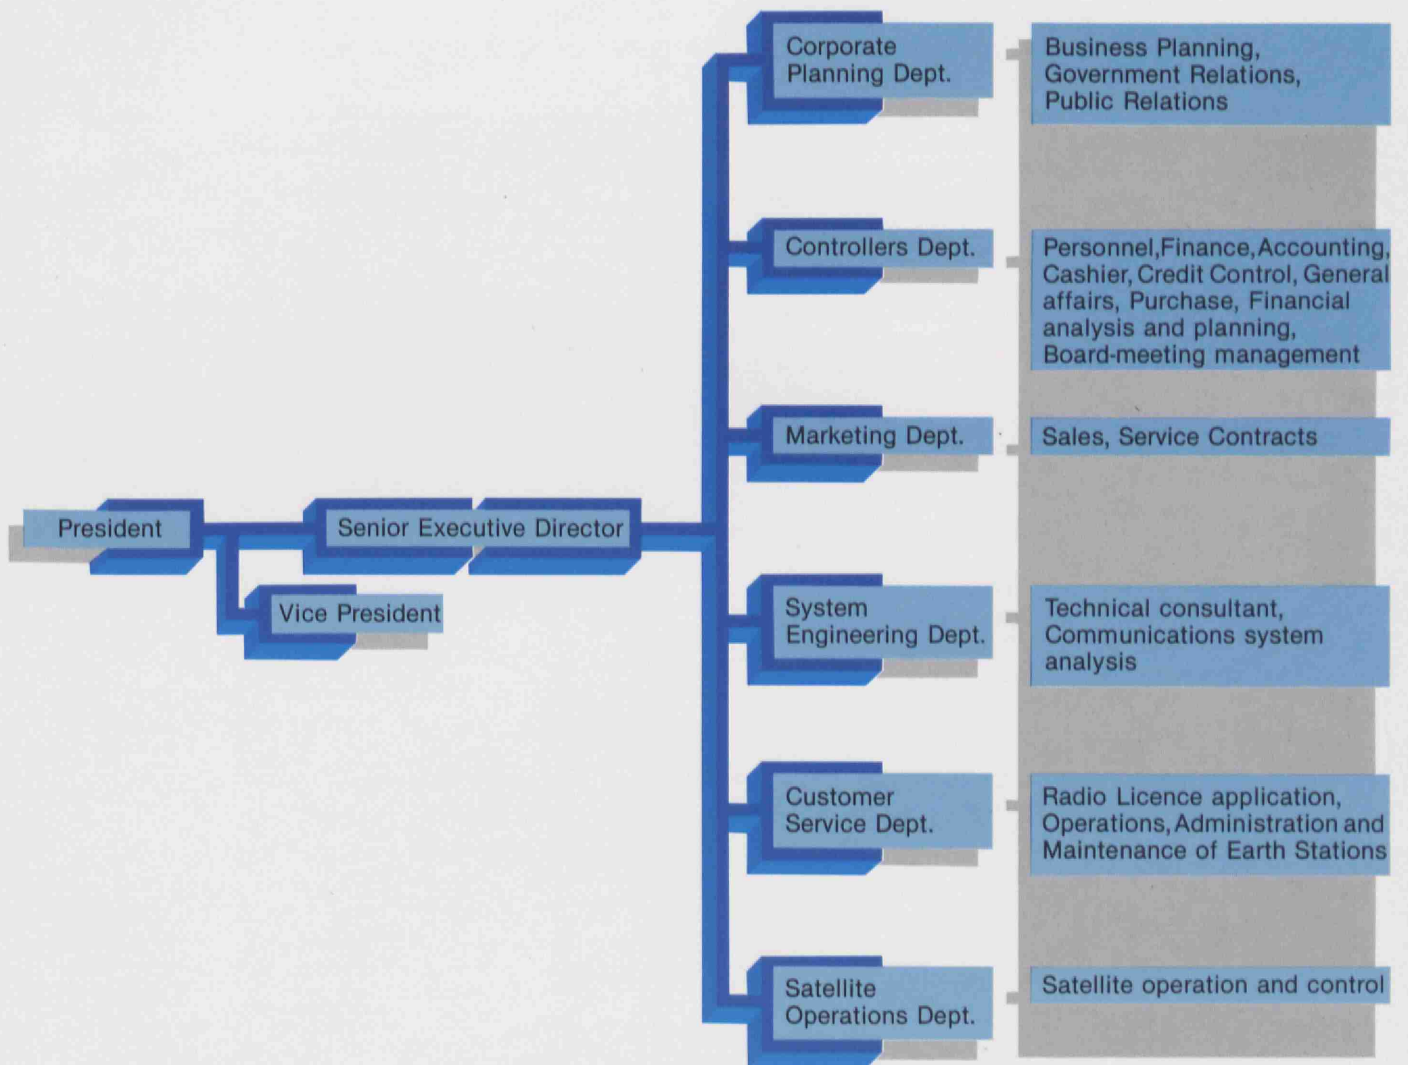 President
Vice President
Senior Executive Director
Corporate
Planning Dept.
Business Planning,
Government Relations,
Public Relations
Controllers Dept.
Personnel, Finance, Accounting,
Cashier, Credit Control, General
affairs, Purchase, Financial
analysis and planning,
Board-meeting management
Marketing Dept.
Sales, Service Contracts
System
Engineering Dept.
Technical consultant,
Communications system
analysis
Customer
Service Dept.
Radio Licence application,
Operations, Administration and
Maintenance of Earth Stations
Satellite
Operations Dept.
Satellite operation and control